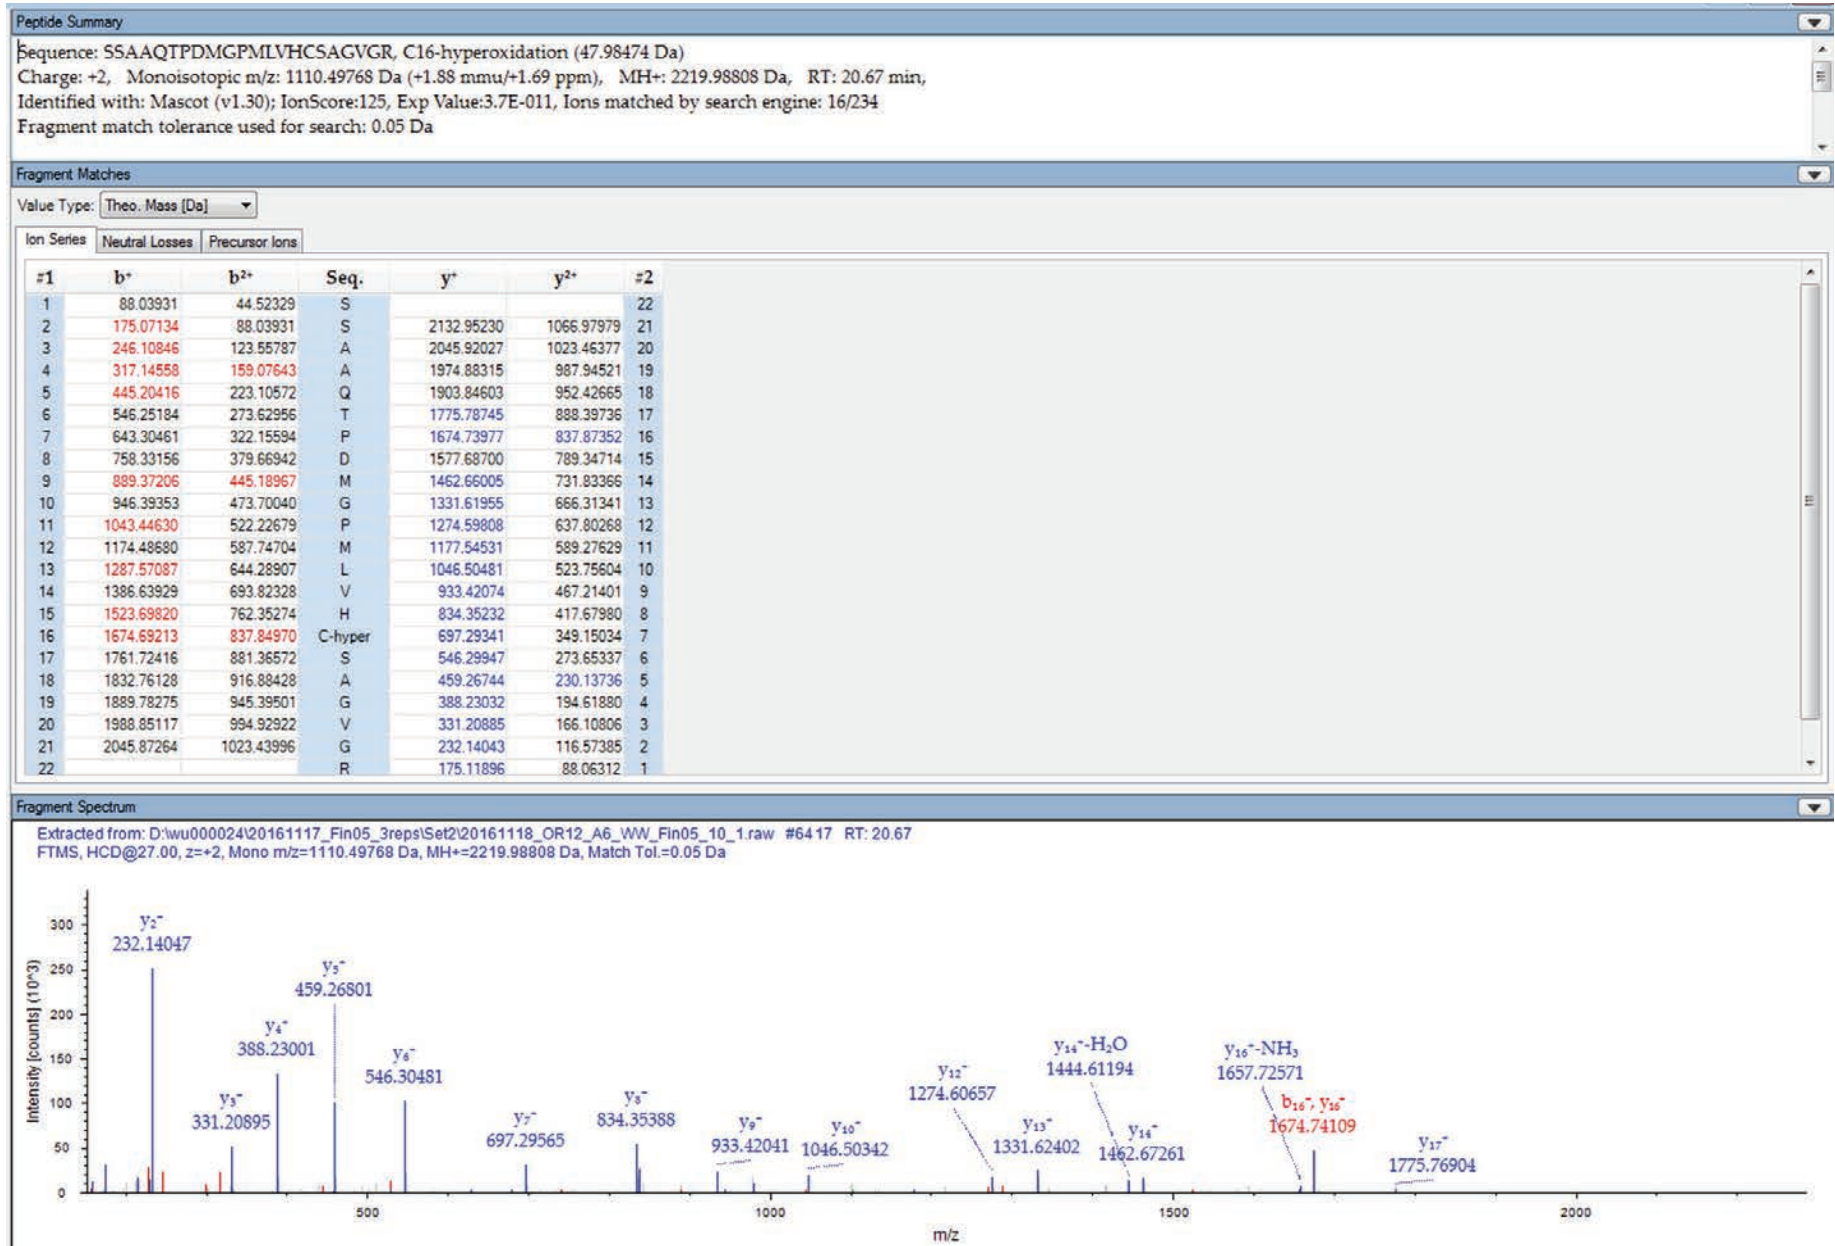 Peptide Summary
Sequence: SSAAQTPDMGPMLVHCSAGVGR, C16-hyperoxidation (47.98474 Da)
Charge: +2, Monoisotopic m/z: 1110.49768 Da (+1.88 mmu/+1.69 ppm), MH+: 2219.98808 Da, RT: 20.67 min,
Identified with: Mascot (v1.30); IonScore:125, Exp Value:3.7E-011, Ions matched by search engine: 16/234
Fragment match tolerance used for search: 0.05 Da
Fragment Matches
Value Type: Theo. Mass [Da]
Ion Series Neutral Losses Precursor Ions
#1 b⁺ b²⁺ Seq. y⁺ y²⁺ #2
1 88.03931 44.52329 S 22
2 175.07134 88.03931 S 2132.95230 1066.97979 21
3 246.10846 123.55787 A 2045.92027 1023.46377 20
4 317.14558 159.07643 A 1974.88315 987.94521 19
5 445.20416 223.10572 Q 1903.84603 952.42665 18
6 546.25184 273.62956 T 1775.78745 888.39736 17
7 643.30461 322.15594 P 1674.73977 837.87352 16
8 758.33156 379.66942 D 1577.68700 789.34714 15
9 889.37206 445.18967 M 1462.66005 731.83366 14
10 946.39353 473.70040 G 1331.61955 666.31341 13
11 1043.44630 522.22679 P 1274.59808 637.80268 12
12 1174.48680 587.74704 M 1177.54531 589.27629 11
13 1287.57087 644.28907 L 1046.50481 523.75604 10
14 1386.63929 693.82328 V 933.42074 467.21401 9
15 1523.69820 762.35274 H 834.35232 417.67980 8
16 1674.69213 837.84970 C-hyper 697.29341 349.15034 7
17 1761.72416 881.36572 S 546.29947 273.65337 6
18 1832.76128 916.88428 A 459.26744 230.13736 5
19 1889.78275 945.39501 G 388.23032 194.61880 4
20 1988.85117 994.92922 V 331.20885 166.10806 3
21 2045.87264 1023.43996 G 232.14043 116.57385 2
22 R 175.11896 88.06312 1
Fragment Spectrum
Extracted from: D:\wu000024\20161117_Fin05_3reps\Set2\20161118_OR12_A6_WW_Fin05_10_1.raw #6417 RT: 20.67
FTMS, HCD@27.00, z=+2, Mono m/z=1110.49768 Da, MH+=2219.98808 Da, Match Tol.=0.05 Da
Intensity [counts] (10^3)
300
250
200
150
100
50
0
y₂⁺
232.14047
y₃⁺
331.20895
y₄⁺
388.23001
y₅⁺
459.26801
y₆⁺
546.30481
y₇⁺
697.29565
y₈⁺
834.35388
y₉⁺
933.42041
y₁₀⁺
1046.50342
y₁₂⁺
1274.60657
y₁₃⁺
1331.62402
y₁₄⁺-H₂O
1444.61194
y₁₄⁺
1462.67261
y₁₆⁺-NH₃
1657.72571
b₁₆⁺, y₁₆⁺
1674.74109
y₁₇⁺
1775.76904
500 1000 1500 2000
m/z